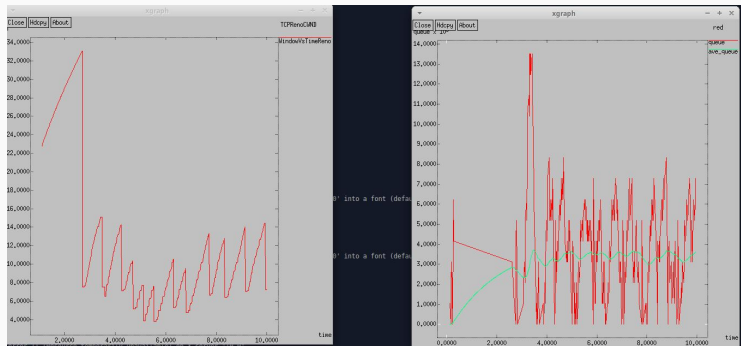 xgraph
Close Hdcpy About
TCPRenoCWND
WindowVsTimeReno
34,0000
32,0000
30,0000
28,0000
26,0000
24,0000
22,0000
20,0000
18,0000
16,0000
14,0000
12,0000
10,0000
8,0000
6,0000
4,0000
2,0000 4,0000 6,0000 8,0000 10,0000
time
0' into a font (defau
0' into a font (defau
xgraph
Close Hdcpy About
red
queue
ave_queue
14,0000
13,0000
12,0000
11,0000
10,0000
9,0000
8,0000
7,0000
6,0000
5,0000
4,0000
3,0000
2,0000
1,0000
0,0000
0,0000 2,0000 4,0000 6,0000 8,0000 10,0000
time